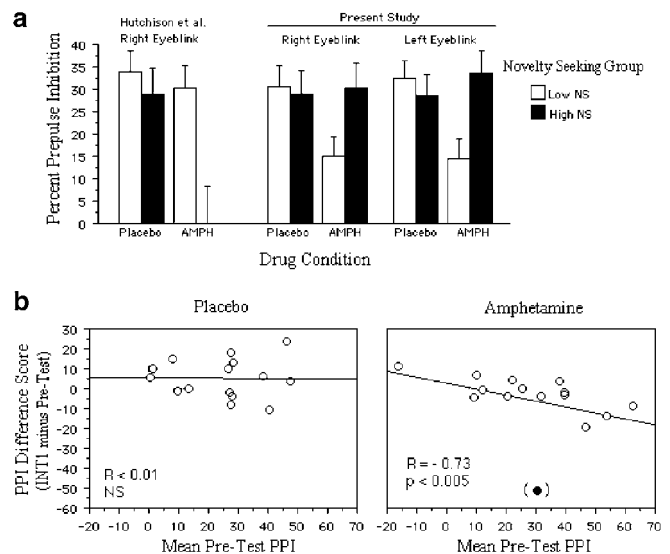 a
Hutchison et al.
Right Eyeblink
Present Study
Right Eyeblink
Left Eyeblink
Percent Prepulse Inhibition
40
35
30
25
20
15
10
5
0
Placebo
AMPH
Placebo
AMPH
Placebo
AMPH
Drug Condition
Novelty Seeking Group
Low NS
High NS
b
Placebo
Amphetamine
PPI Difference Score
(INT1 minus Pre-Test)
30
20
10
0
-10
-20
-30
-40
-50
-60
R < 0.01
NS
R = - 0.73
p < 0.005
( )
-20 -10 0 10 20 30 40 50 60 70
-20 -10 0 10 20 30 40 50 60 70
Mean Pre-Test PPI
Mean Pre-Test PPI